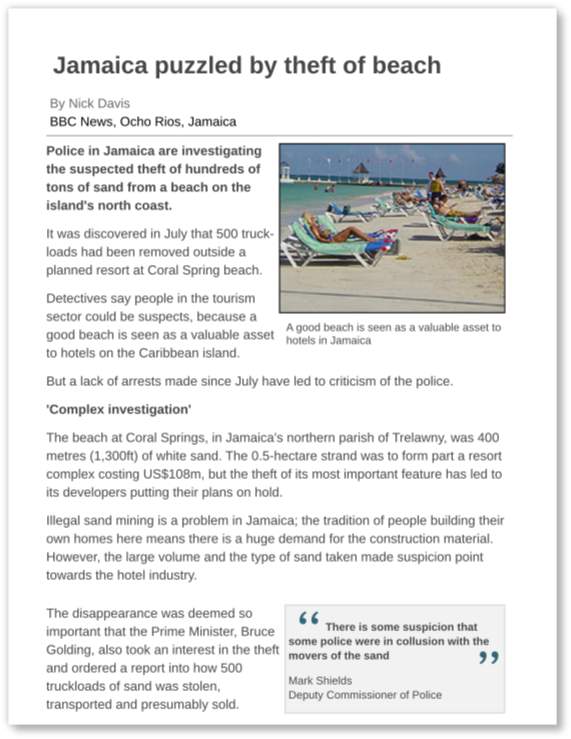 Jamaica puzzled by theft of beach
By Nick Davis
BBC News, Ocho Rios, Jamaica
Police in Jamaica are investigating
the suspected theft of hundreds of
tons of sand from a beach on the
island's north coast.
It was discovered in July that 500 truck-
loads had been removed outside a
planned resort at Coral Spring beach.
Detectives say people in the tourism
sector could be suspects, because a
good beach is seen as a valuable asset
to hotels on the Caribbean island.
A good beach is seen as a valuable asset to
hotels in Jamaica
But a lack of arrests made since July have led to criticism of the police.
'Complex investigation'
The beach at Coral Springs, in Jamaica's northern parish of Trelawny, was 400
metres (1,300ft) of white sand. The 0.5-hectare strand was to form part a resort
complex costing US$108m, but the theft of its most important feature has led to
its developers putting their plans on hold.
Illegal sand mining is a problem in Jamaica; the tradition of people building their
own homes here means there is a huge demand for the construction material.
However, the large volume and the type of sand taken made suspicion point
towards the hotel industry.
The disappearance was deemed so
important that the Prime Minister, Bruce
Golding, also took an interest in the theft
and ordered a report into how 500
truckloads of sand was stolen,
transported and presumably sold.
“ There is some suspicion that
some police were in collusion with the
movers of the sand ”
Mark Shields
Deputy Commissioner of Police